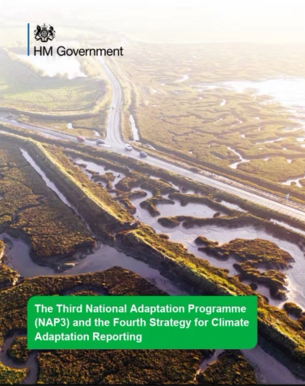 HM Government
The Third National Adaptation Programme
(NAP3) and the Fourth Strategy for Climate
Adaptation Reporting